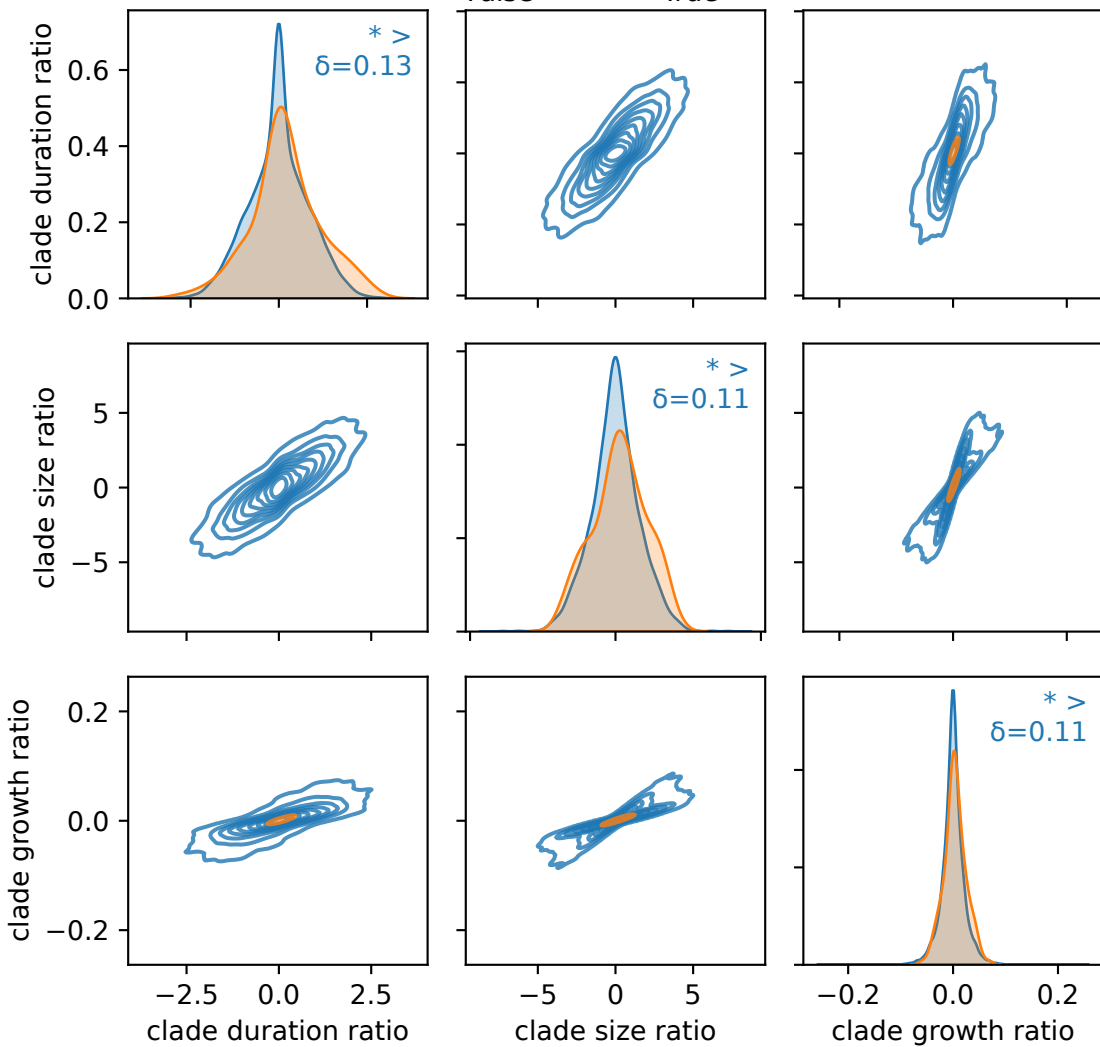 clade duration ratio
0.6
0.4
0.2
0.0
* >
δ=0.13
clade size ratio
5
0
−5
* >
δ=0.11
clade growth ratio
0.2
0.0
−0.2
* >
δ=0.11
−2.5 0.0 2.5
−5 0 5
−0.2 0.0 0.2
clade duration ratio
clade size ratio
clade growth ratio